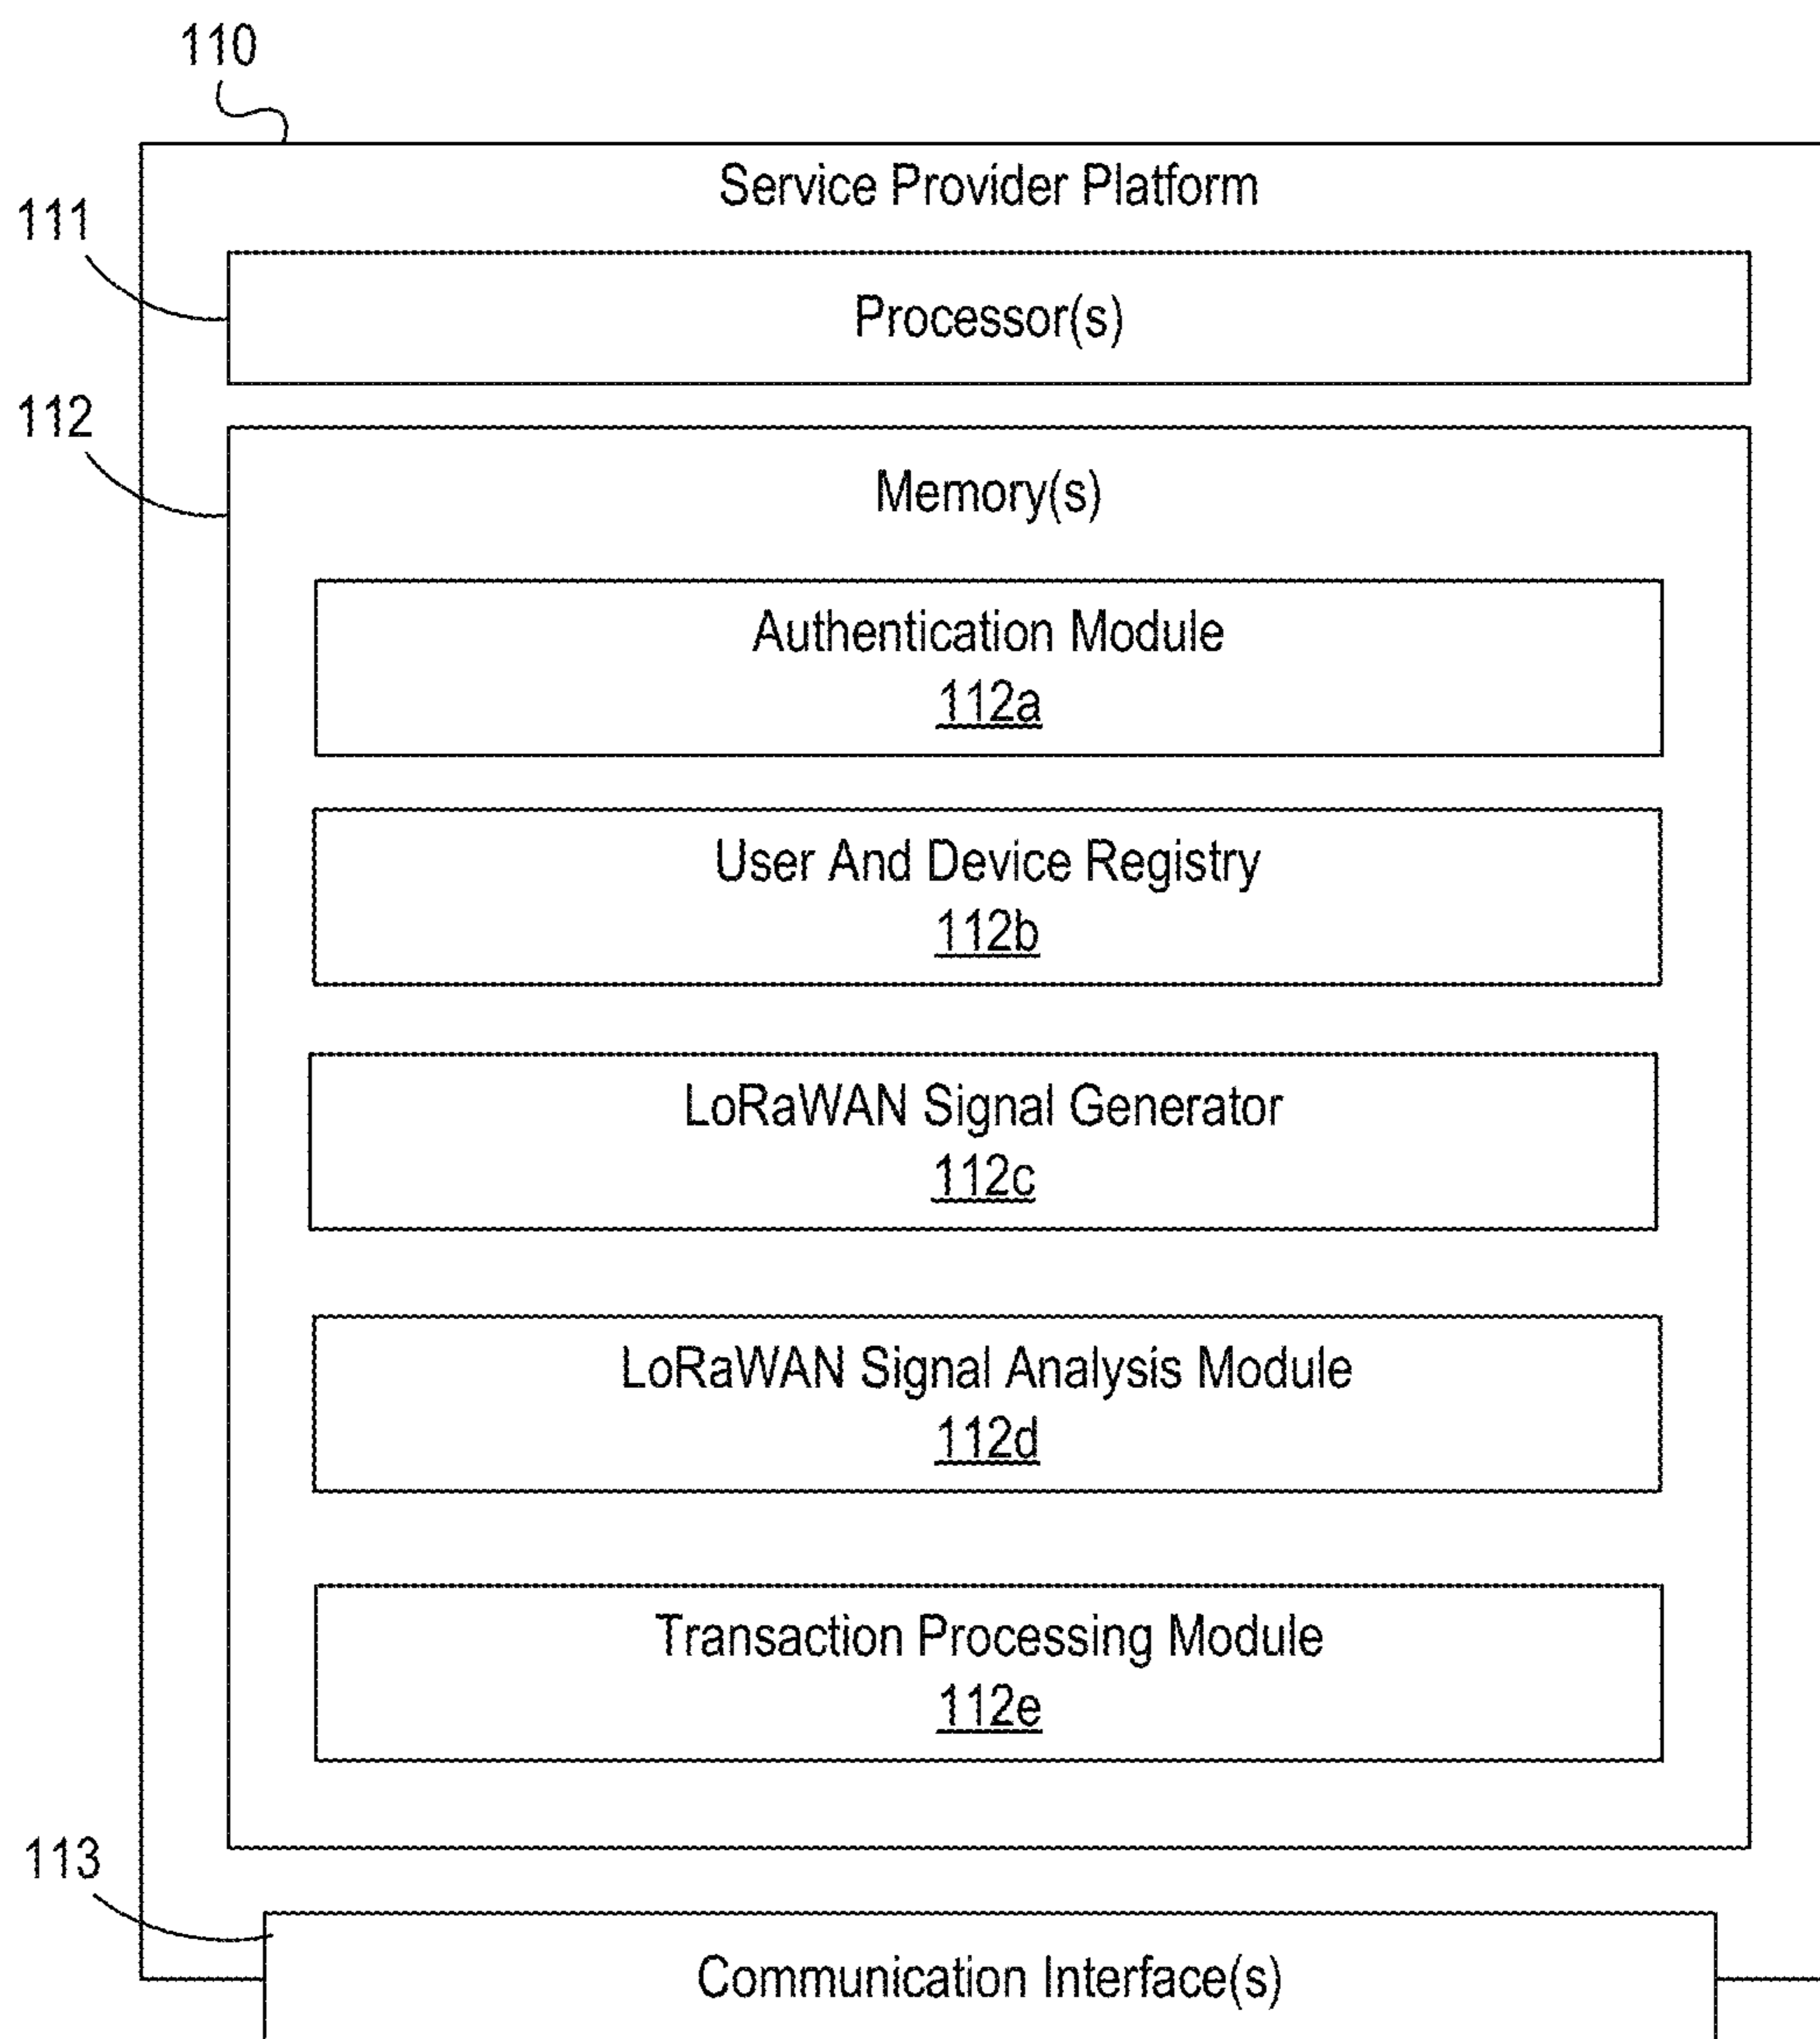 110
Service Provider Platform
111
Processor(s)
112
Memory(s)
Authentication Module
112a
User And Device Registry
112b
LoRaWAN Signal Generator
112c
LoRaWAN Signal Analysis Module
112d
Transaction Processing Module
112e
113
Communication Interface(s)